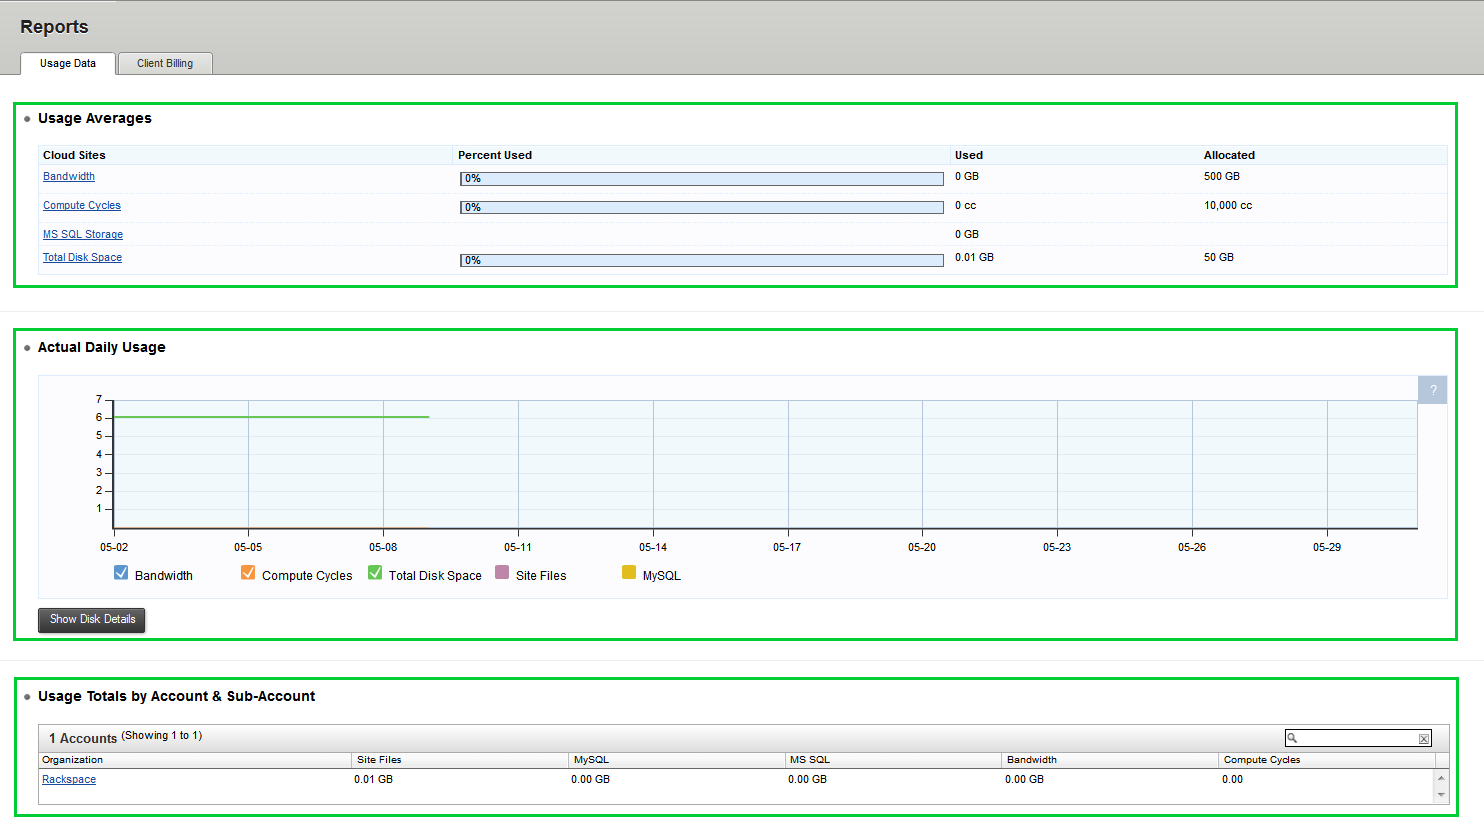 Reports
Usage Data Client Billing
Usage Averages
Cloud Sites Percent Used Used Allocated
Bandwidth 0% 0 GB 500 GB
Compute Cycles 0% 0 cc 10,000 cc
MS SQL Storage 0 GB
Total Disk Space 0% 0.01 GB 50 GB
Actual Daily Usage
?
7
6
5
4
3
2
1
05-02 05-05 05-08 05-11 05-14 05-17 05-20 05-23 05-26 05-29
Bandwidth Compute Cycles Total Disk Space Site Files MySQL
Show Disk Details
Usage Totals by Account & Sub-Account
1 Accounts (Showing 1 to 1)
Organization Site Files MySQL MS SQL Bandwidth Compute Cycles
Rackspace 0.01 GB 0.00 GB 0.00 GB 0.00 GB 0.00